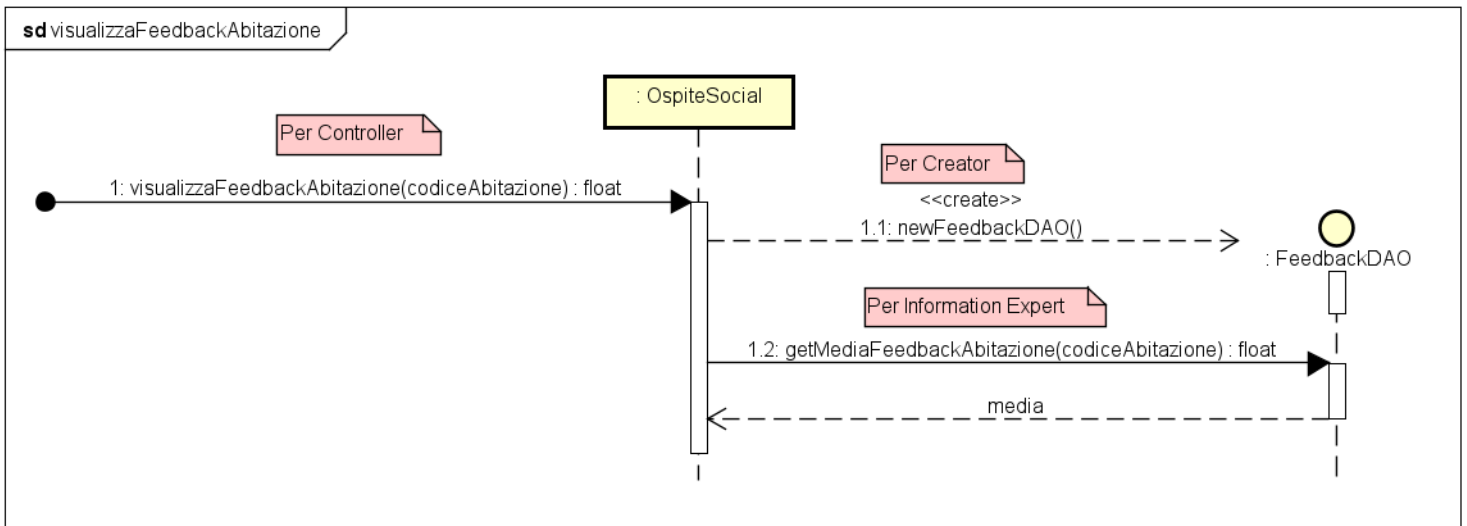 sd visualizzaFeedbackAbitazione
: OspiteSocial
Per Controller
Per Creator
1: visualizzaFeedbackAbitazione(codiceAbitazione) : float
<<create>>
1.1: newFeedbackDAO()
: FeedbackDAO
Per Information Expert
1.2: getMediaFeedbackAbitazione(codiceAbitazione) : float
media